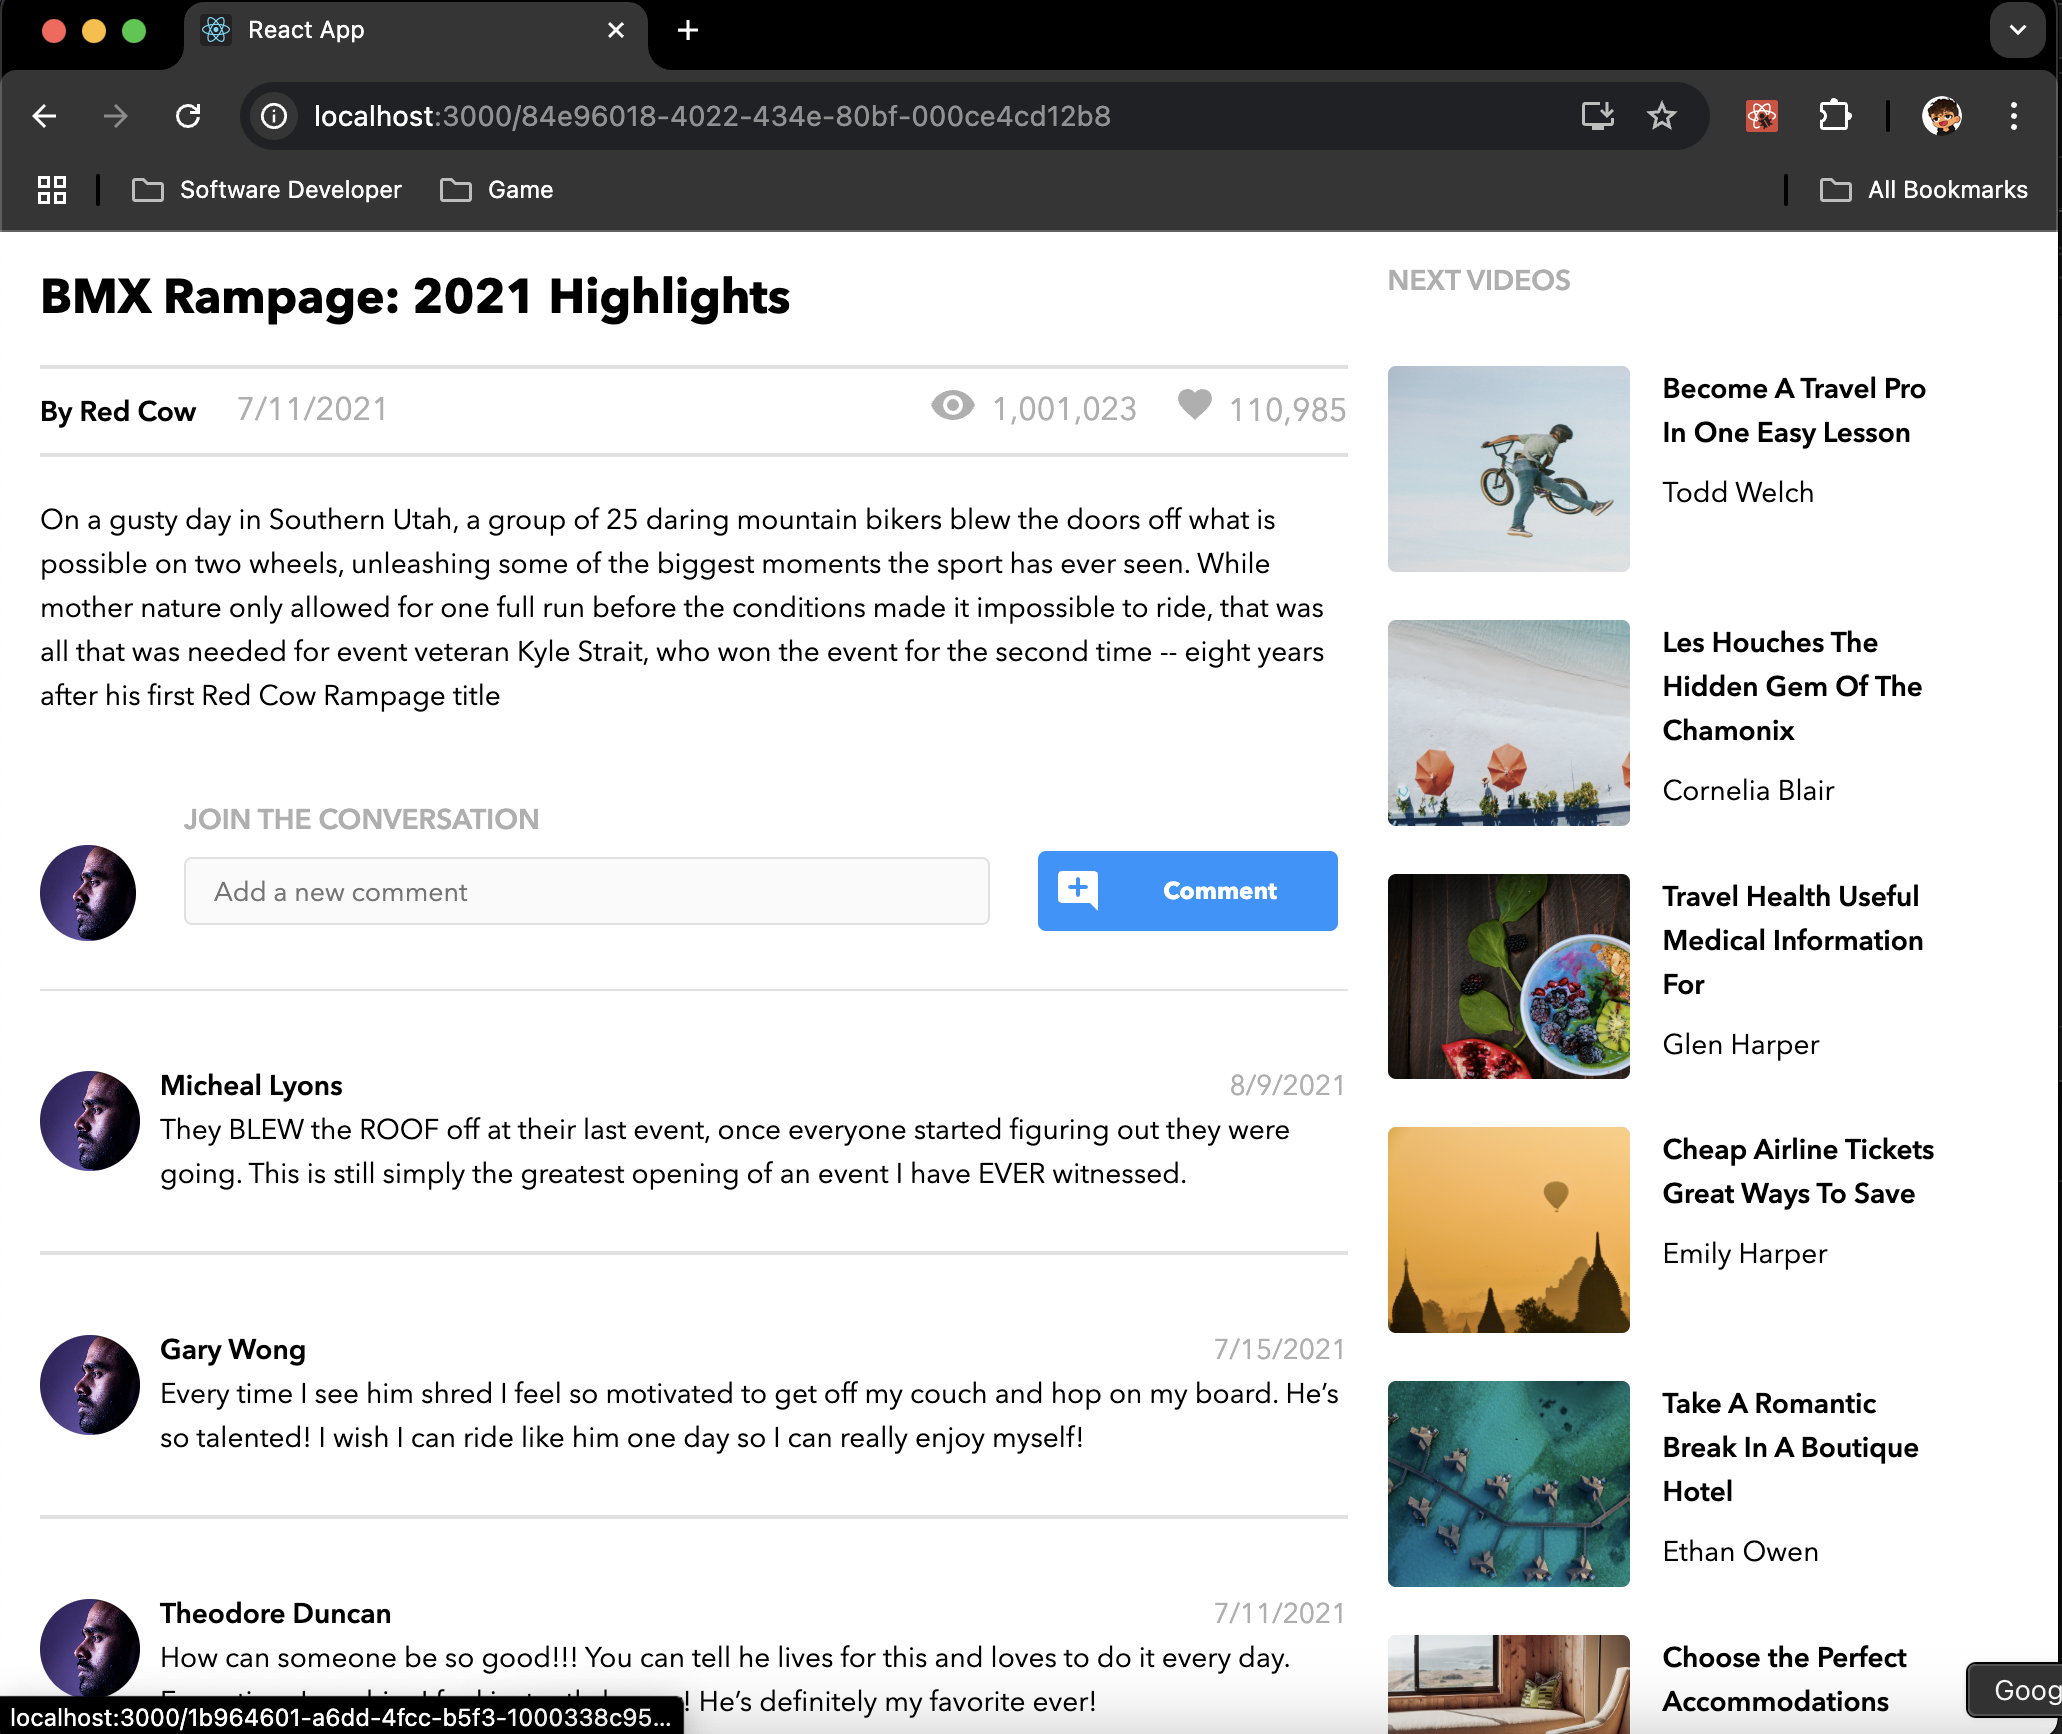 React App
localhost:3000/84e96018-4022-434e-80bf-000ce4cd12b8
Software Developer
Game
All Bookmarks
BMX Rampage: 2021 Highlights
By Red Cow 7/11/2021 1,001,023 110,985
On a gusty day in Southern Utah, a group of 25 daring mountain bikers blew the doors off what is
possible on two wheels, unleashing some of the biggest moments the sport has ever seen. While
mother nature only allowed for one full run before the conditions made it impossible to ride, that was
all that was needed for event veteran Kyle Strait, who won the event for the second time -- eight years
after his first Red Cow Rampage title
JOIN THE CONVERSATION
Add a new comment
Comment
Micheal Lyons 8/9/2021
They BLEW the ROOF off at their last event, once everyone started figuring out they were
going. This is still simply the greatest opening of an event I have EVER witnessed.
Gary Wong 7/15/2021
Every time I see him shred I feel so motivated to get off my couch and hop on my board. He’s
so talented! I wish I can ride like him one day so I can really enjoy myself!
Theodore Duncan 7/11/2021
How can someone be so good!!! You can tell he lives for this and loves to do it every day.
! He’s definitely my favorite ever!
localhost:3000/1b964601-a6dd-4fcc-b5f3-1000338c95...
NEXT VIDEOS
Become A Travel Pro
In One Easy Lesson
Todd Welch
Les Houches The
Hidden Gem Of The
Chamonix
Cornelia Blair
Travel Health Useful
Medical Information
For
Glen Harper
Cheap Airline Tickets
Great Ways To Save
Emily Harper
Take A Romantic
Break In A Boutique
Hotel
Ethan Owen
Choose the Perfect
Accommodations
Goog